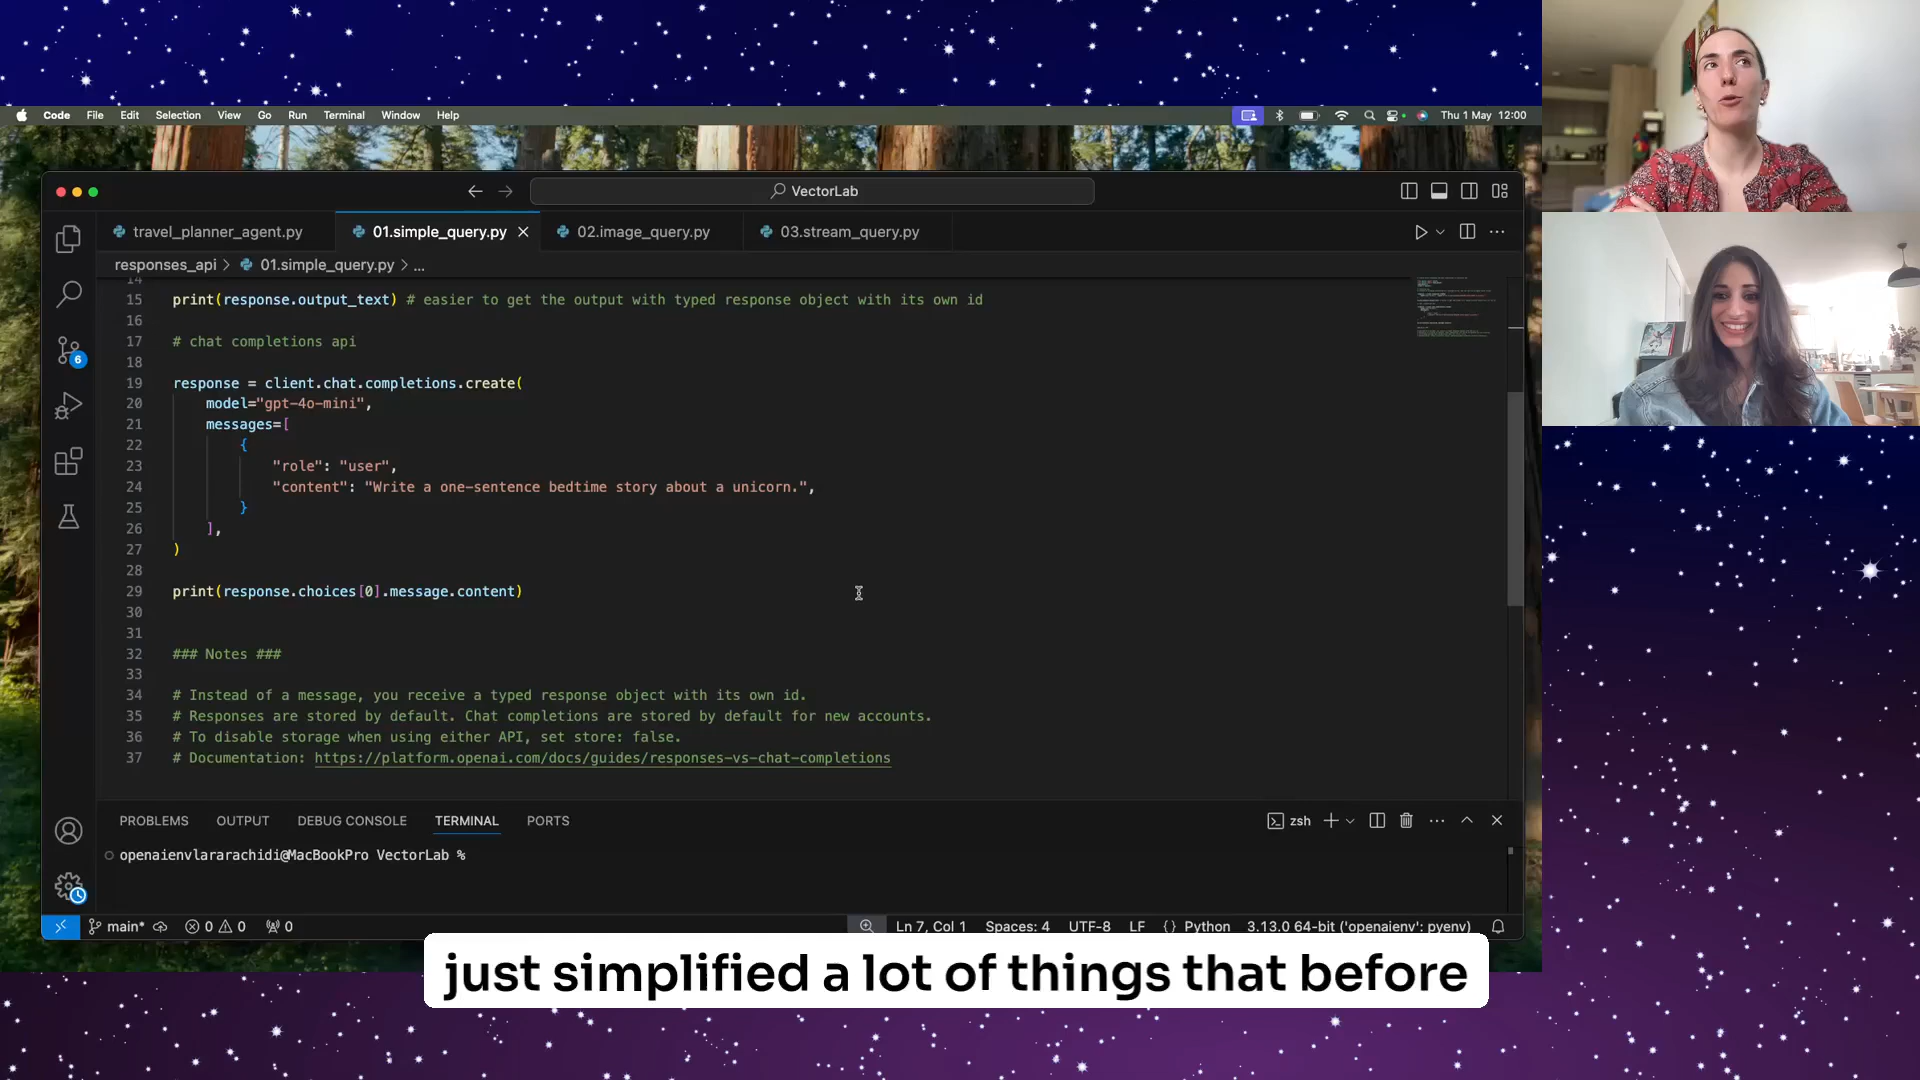 Code File Edit Selection View Go Run Terminal Window Help Thu 1 May 12:00
VectorLab
travel_planner_agent.py 01.simple_query.py 02.image_query.py 03.stream_query.py
responses_api > 01.simple_query.py > ...
14
15 print(response.output_text) # easier to get the output with typed response object with its own id
16
17 # chat completions api
18
19 response = client.chat.completions.create(
20 model="gpt-4o-mini",
21 messages=[
22 {
23 "role": "user",
24 "content": "Write a one-sentence bedtime story about a unicorn.",
25 }
26 ],
27 )
28
29 print(response.choices[0].message.content)
30
31
32 ### Notes ###
33
34 # Instead of a message, you receive a typed response object with its own id.
35 # Responses are stored by default. Chat completions are stored by default for new accounts.
36 # To disable storage when using either API, set store: false.
37 # Documentation: https://platform.openai.com/docs/guides/responses-vs-chat-completions
6
PROBLEMS OUTPUT DEBUG CONSOLE TERMINAL PORTS zsh
openaienvlararachidi@MacBookPro VectorLab %
main* 0 0 0 Ln 7, Col 1 Spaces: 4 UTF-8 LF {} Python 3.13.0 64-bit ('openaienv': pyenv)
just simplified a lot of things that before